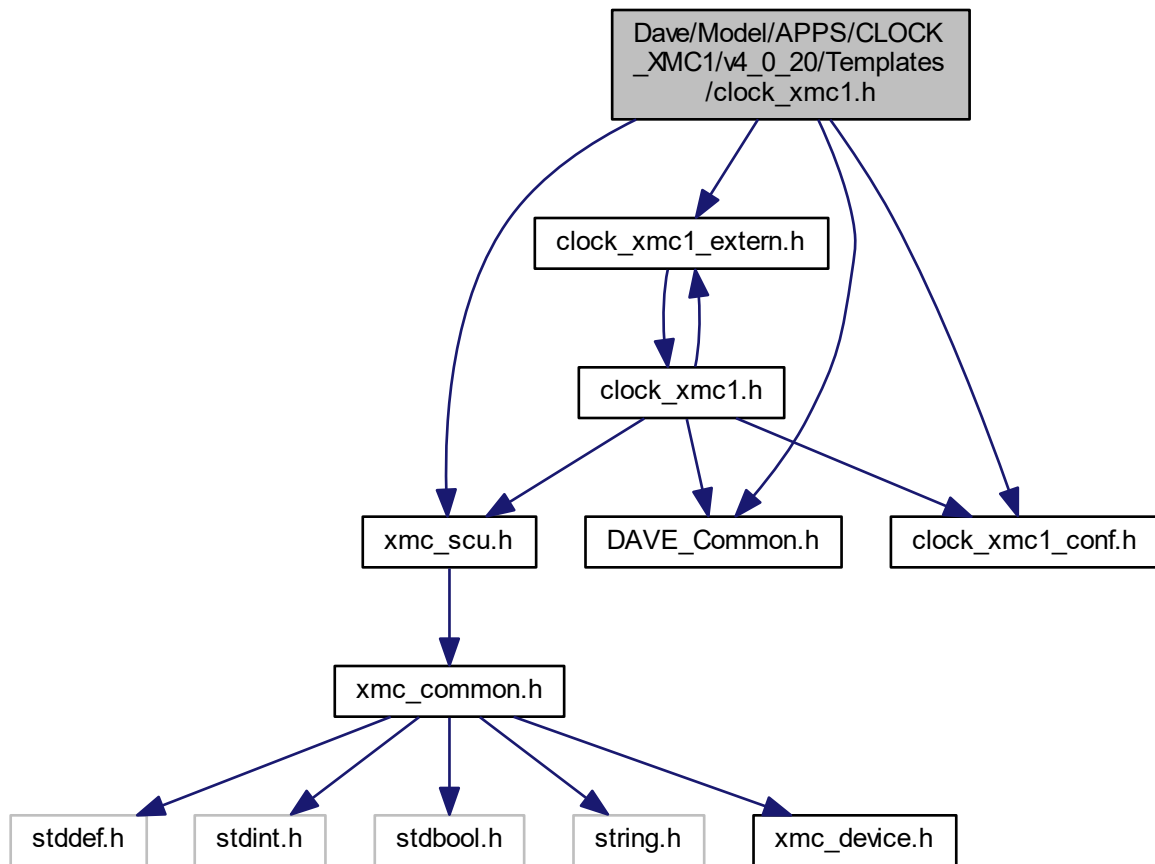 Dave/Model/APPS/CLOCK
_XMC1/v4_0_20/Templates
/clock_xmc1.h
clock_xmc1_extern.h
clock_xmc1.h
xmc_scu.h
DAVE_Common.h
clock_xmc1_conf.h
xmc_common.h
stddef.h
stdint.h
stdbool.h
string.h
xmc_device.h